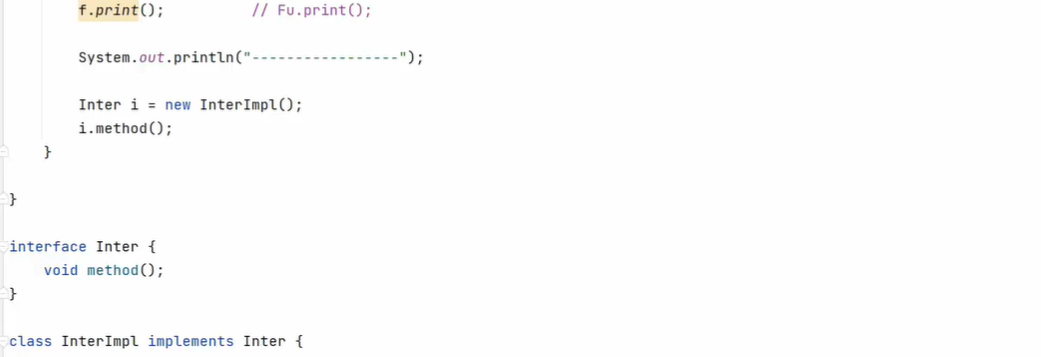 f.print();          // Fu.print();
System.out.println("-----------------");
Inter i = new InterImpl();
i.method();
}
}
interface Inter {
void method();
}
class InterImpl implements Inter {